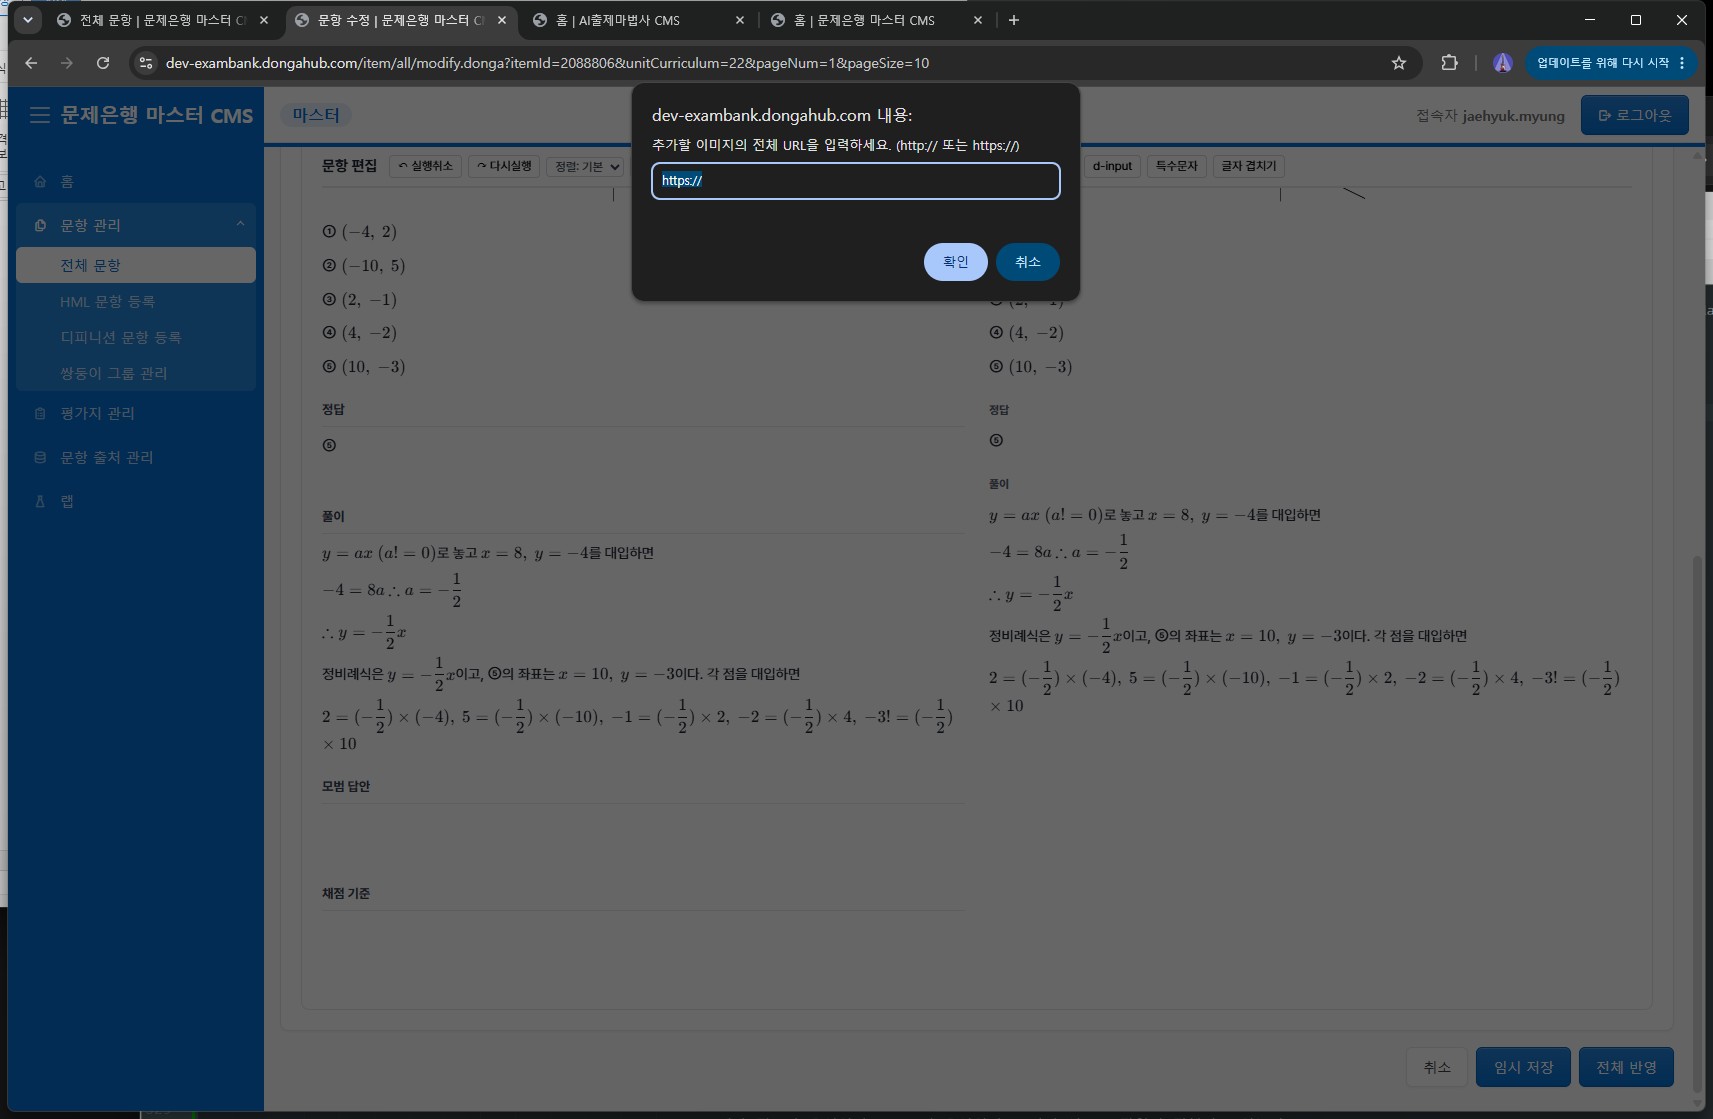 전체 문항 | 문제은행 마스터 C
문항 수정 | 문제은행 마스터 C
홈 | AI출제마법사 CMS
홈 | 문제은행 마스터 CMS
dev-exambank.dongahub.com/item/all/modify.donga?itemId=2088806&unitCurriculum=22&pageNum=1&pageSize=10
업데이트를 위해 다시 시작
문제은행 마스터 CMS
마스터
접속자 jaehyuk.myung
로그아웃
dev-exambank.dongahub.com 내용:
추가할 이미지의 전체 URL을 입력하세요. (http:// 또는 https://)
https://
확인
취소
홈
문항 관리
전체 문항
HML 문항 등록
디피니션 문항 등록
쌍둥이 그룹 관리
평가지 관리
문항 출처 관리
랩
문항 편집
실행취소
다시실행
정렬: 기본
d-input
특수문자
글자 겹치기
① (−4, 2)
② (−10, 5)
③ (2, −1)
④ (4, −2)
⑤ (10, −3)
정답
⑤
풀이
y = ax (a! = 0)로 놓고 x = 8, y = −4를 대입하면
−4 = 8a ∴ a = −1/2
∴ y = −1/2x
정비례식은 y = −1/2x이고, ⑤의 좌표는 x = 10, y = −3이다. 각 점을 대입하면
2 = (−1/2) × (−4), 5 = (−1/2) × (−10), −1 = (−1/2) × 2, −2 = (−1/2) × 4, −3! = (−1/2)
× 10
모범 답안
채점 기준
④ (4, −2)
⑤ (10, −3)
정답
⑤
풀이
y = ax (a! = 0)로 놓고 x = 8, y = −4를 대입하면
−4 = 8a ∴ a = −1/2
∴ y = −1/2x
정비례식은 y = −1/2x이고, ⑤의 좌표는 x = 10, y = −3이다. 각 점을 대입하면
2 = (−1/2) × (−4), 5 = (−1/2) × (−10), −1 = (−1/2) × 2, −2 = (−1/2) × 4, −3! = (−1/2)
× 10
취소
임시 저장
전체 반영